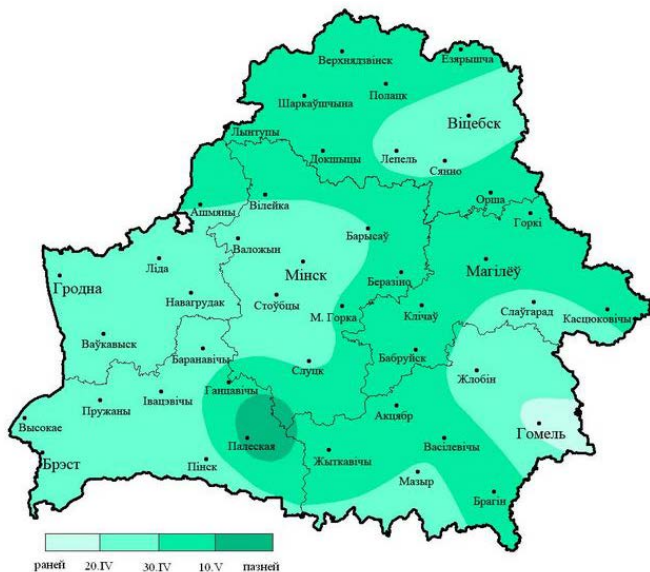 Верхнядзвінск
Езярышча
Полацк
Шаркаўшчына
Віцебск
Лынтупы
Докшыцы
Лепель
Сянно
Вілейка
Орша
Ашмяны
Горкі
Валожын
Барысаў
Ліда
Мінск
Магілёў
Гродна
Беразіно
Навагрудак
Стоўбцы
М. Горка
Клічаў
Слаўгарад
Касцюковічы
Ваўкавыск
Баранавічы
Бабруйск
Слуцк
Жлобін
Ганцавічы
Пружаны
Івацэвічы
Акцябр
Высокае
Гомель
Палеская
Васілевічы
Брэст
Пінск
Жыткавічы
Мазыр
Брагін
раней 20.IV 30.IV 10.V пазней